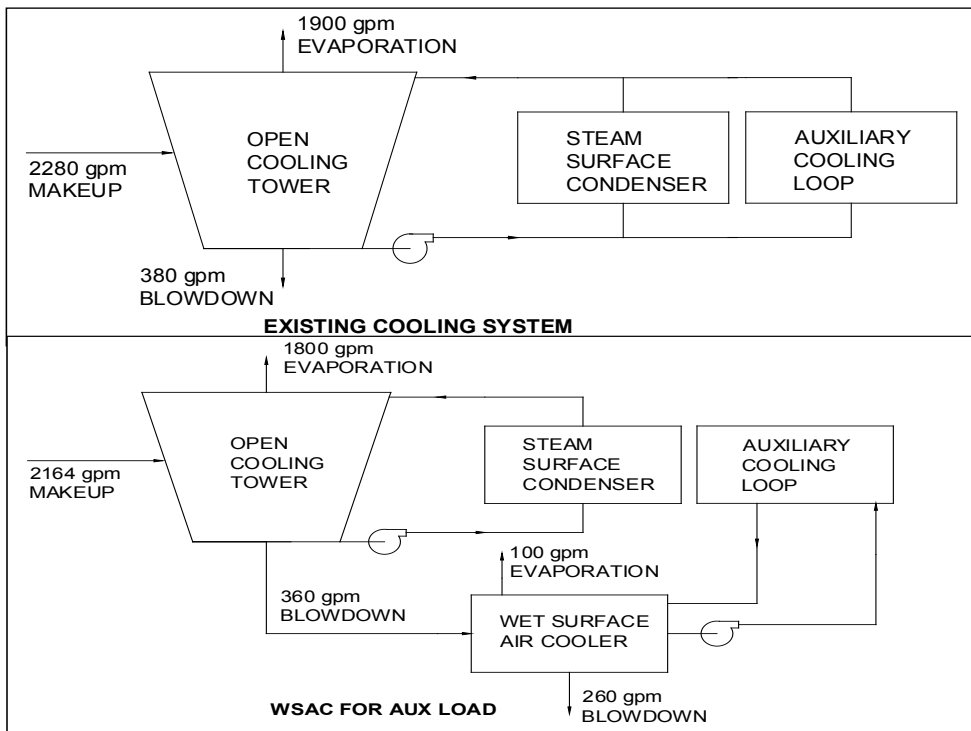 1900 gpm
EVAPORATION
OPEN
COOLING
TOWER
STEAM
SURFACE
CONDENSER
AUXILIARY
COOLING
LOOP
2280 gpm
MAKEUP
380 gpm
BLOWDOWN
EXISTING COOLING SYSTEM
1800 gpm
EVAPORATION
OPEN
COOLING
TOWER
STEAM
SURFACE
CONDENSER
AUXILIARY
COOLING
LOOP
2164 gpm
MAKEUP
100 gpm
EVAPORATION
360 gpm
BLOWDOWN
WET SURFACE
AIR COOLER
260 gpm
BLOWDOWN
WSAC FOR AUX LOAD